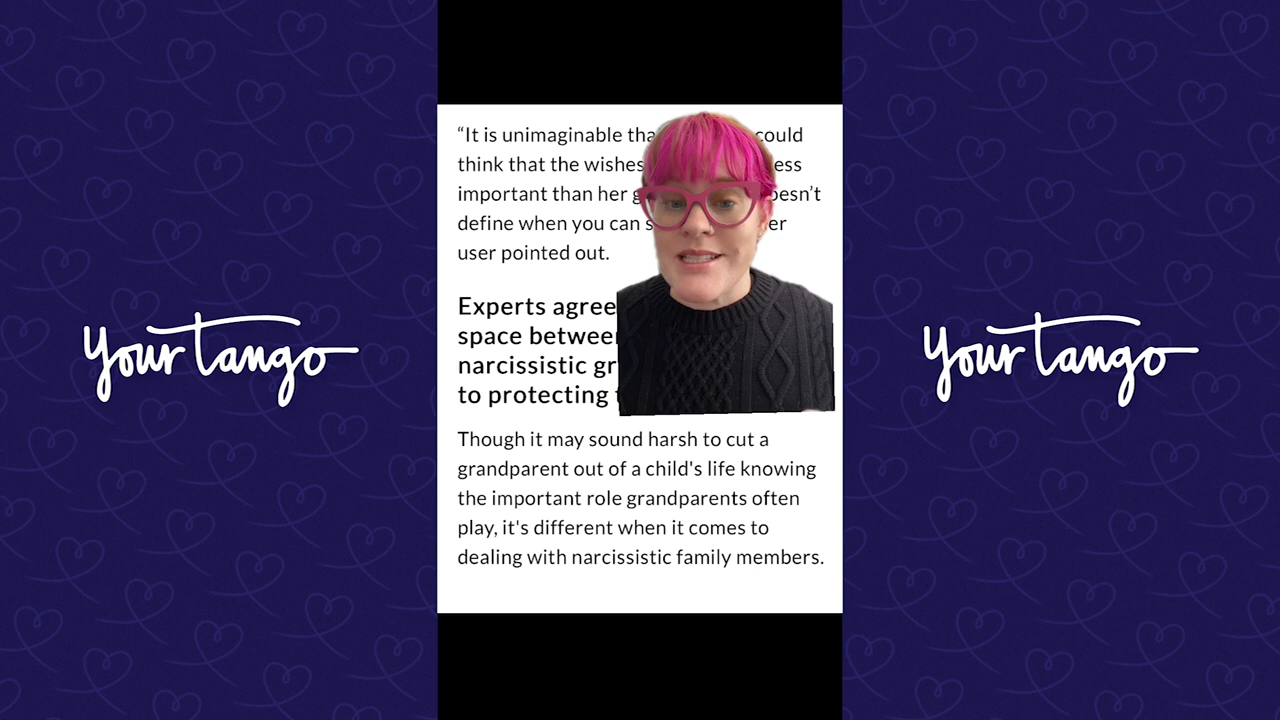 “It is unimaginable tha could
think that the wishes ess
important than her g oesn’t
define when you can s er
user pointed out.
Experts agree
space between
narcissistic gr
to protecting
Though it may sound harsh to cut a
grandparent out of a child's life knowing
the important role grandparents often
play, it's different when it comes to
dealing with narcissistic family members.
your tango
your tango